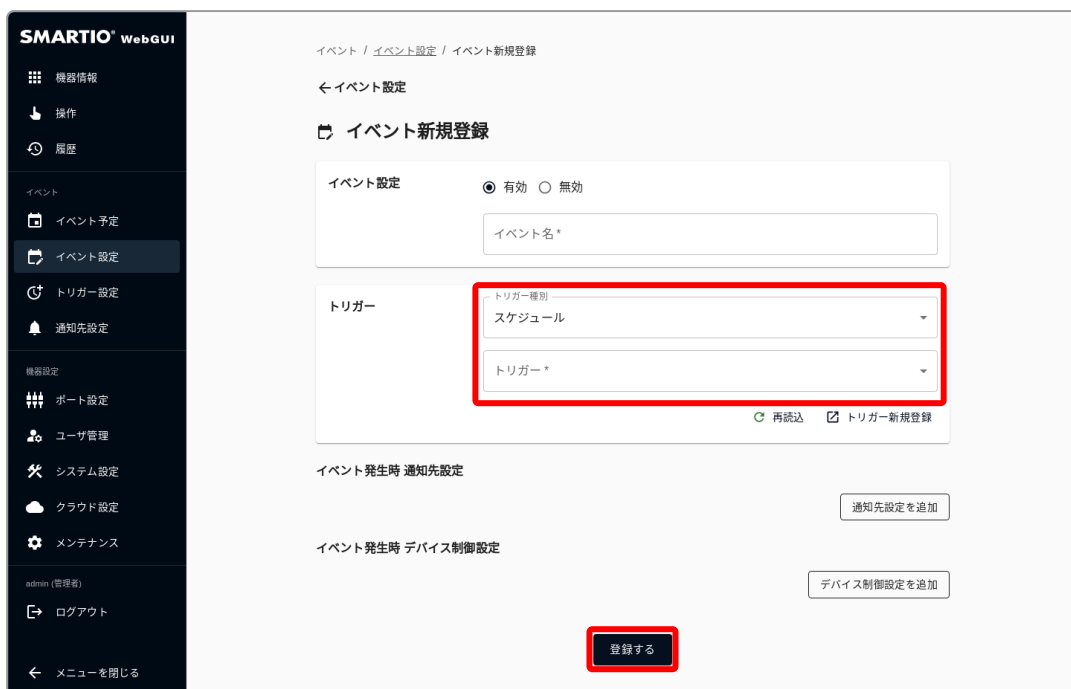 SMARTIO® WebGUI
機器情報
操作
履歴
イベント
イベント予定
イベント設定
トリガー設定
通知先設定
機器設定
ポート設定
ユーザ管理
システム設定
クラウド設定
メンテナンス
admin (管理者)
ログアウト
メニューを閉じる
イベント / イベント設定 / イベント新規登録
イベント設定
イベント新規登録
イベント設定
有効 無効
イベント名 *
トリガー
トリガー種別
スケジュール
トリガー *
再読込 トリガー新規登録
イベント発生時 通知先設定
通知先設定を追加
イベント発生時 デバイス制御設定
デバイス制御設定を追加
登録する